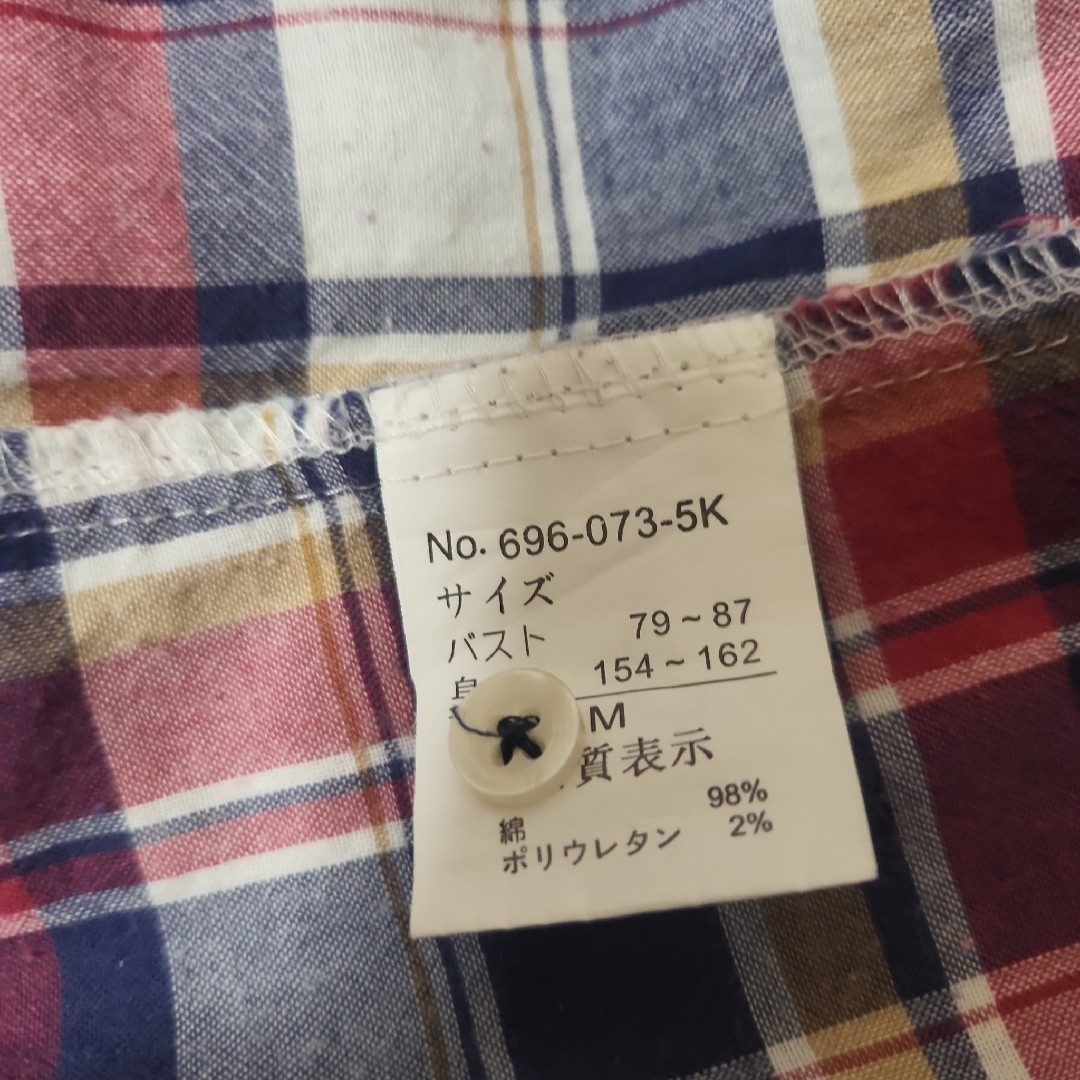 No. 696-073-5K
サイズ
バスト 79~87
154~162
M
質表示
綿 98%
ポリウレタン 2%